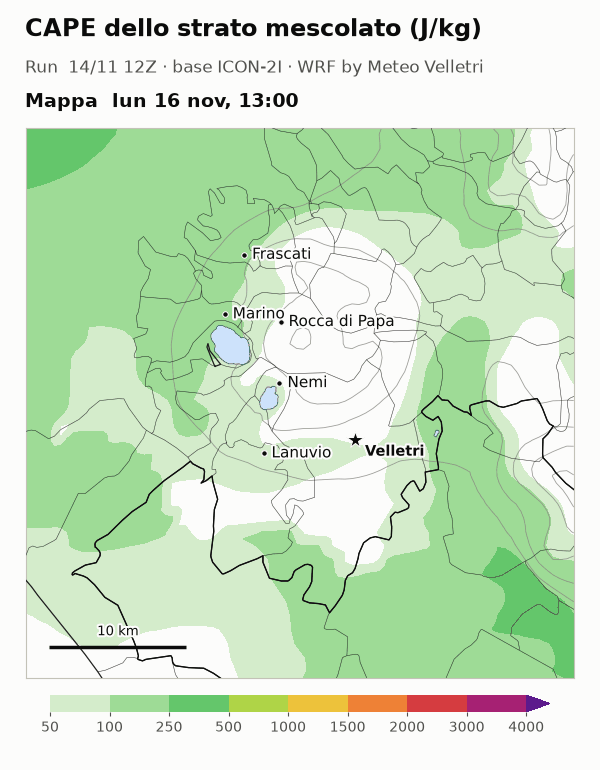 CAPE dello strato mescolato (J/kg)
Run  14/11 12Z · base ICON-2I · WRF by Meteo Velletri
Mappa  lun 16 nov, 13:00
Frascati
Marino
Rocca di Papa
Nemi
Velletri
Lanuvio
10 km
50 100 250 500 1000 1500 2000 3000 4000